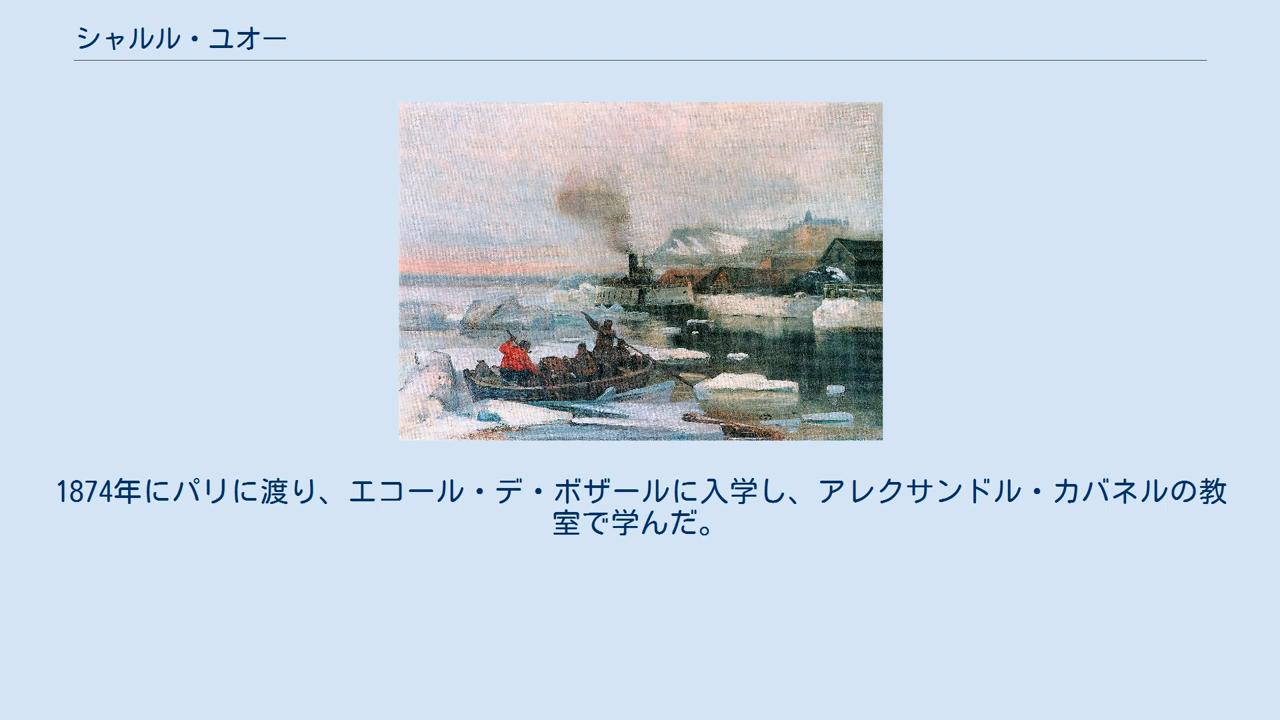 シャルル・ユオー
1874年にパリに渡り、エコール・デ・ボザールに入学し、アレクサンドル・カバネルの教
室で学んだ。